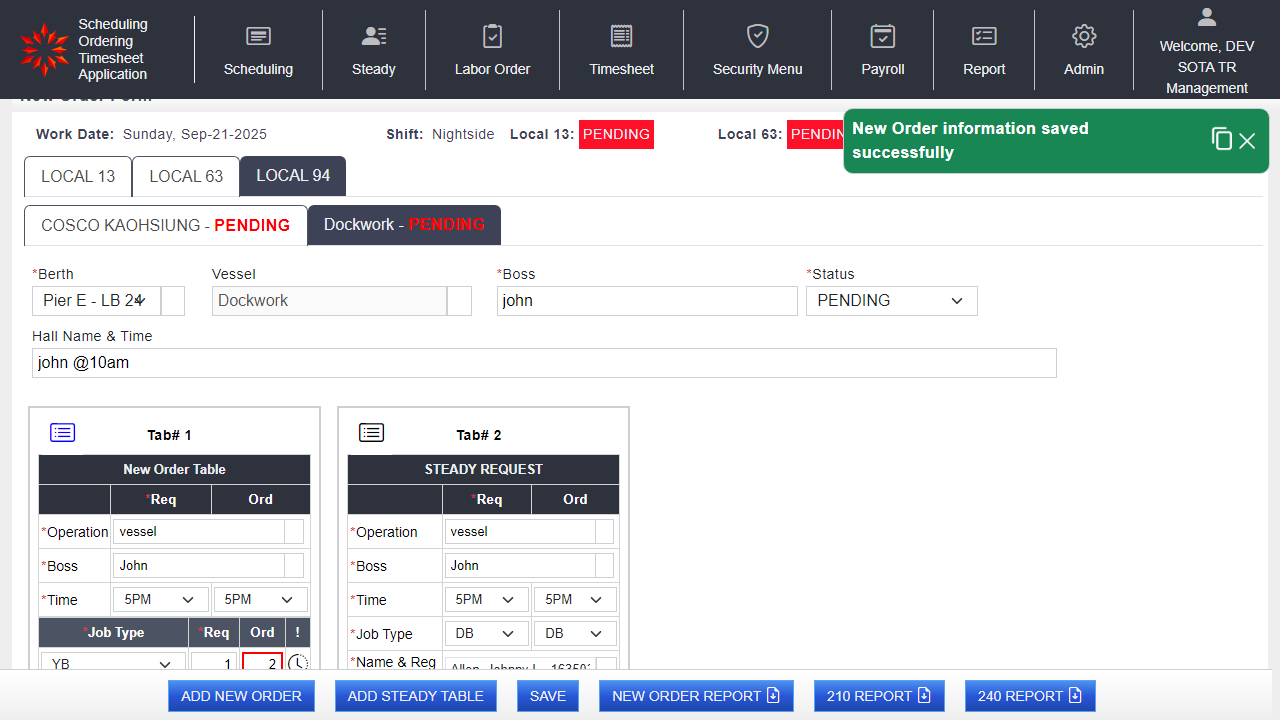 Scheduling
Ordering
Timesheet
Application
Scheduling
Steady
Labor Order
Timesheet
Security Menu
Payroll
Report
Admin
Welcome, DEV
SOTA TR
Management
New Order Form
Work Date: Sunday, Sep-21-2025
Shift: Nightside
Local 13: PENDING
Local 63: PENDIN
New Order information saved
successfully
LOCAL 13
LOCAL 63
LOCAL 94
COSCO KAOHSIUNG - PENDING
Dockwork - PENDING
*Berth
Vessel
*Boss
*Status
Pier E - LB 24
Dockwork
john
PENDING
Hall Name & Time
john @10am
Tab# 1
New Order Table
*Req Ord
*Operation vessel
*Boss John
*Time 5PM 5PM
*Job Type *Req Ord !
YB 1 2
Tab# 2
STEADY REQUEST
*Req Ord
*Operation vessel
*Boss John
*Time 5PM 5PM
*Job Type DB DB
*Name & Reg
ADD NEW ORDER
ADD STEADY TABLE
SAVE
NEW ORDER REPORT
210 REPORT
240 REPORT